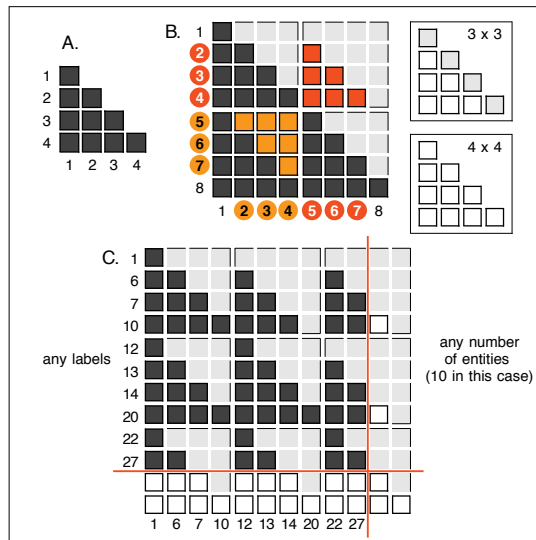 A.
1
2
3
4
1 2 3 4
B.
1
2
3
4
5
6
7
8
1 2 3 4 5 6 7 8
3 x 3
4 x 4
C.
1
6
7
10
12
13
14
20
22
27
1 6 7 10 12 13 14 20 22 27
any labels
any number
of entities
(10 in this case)